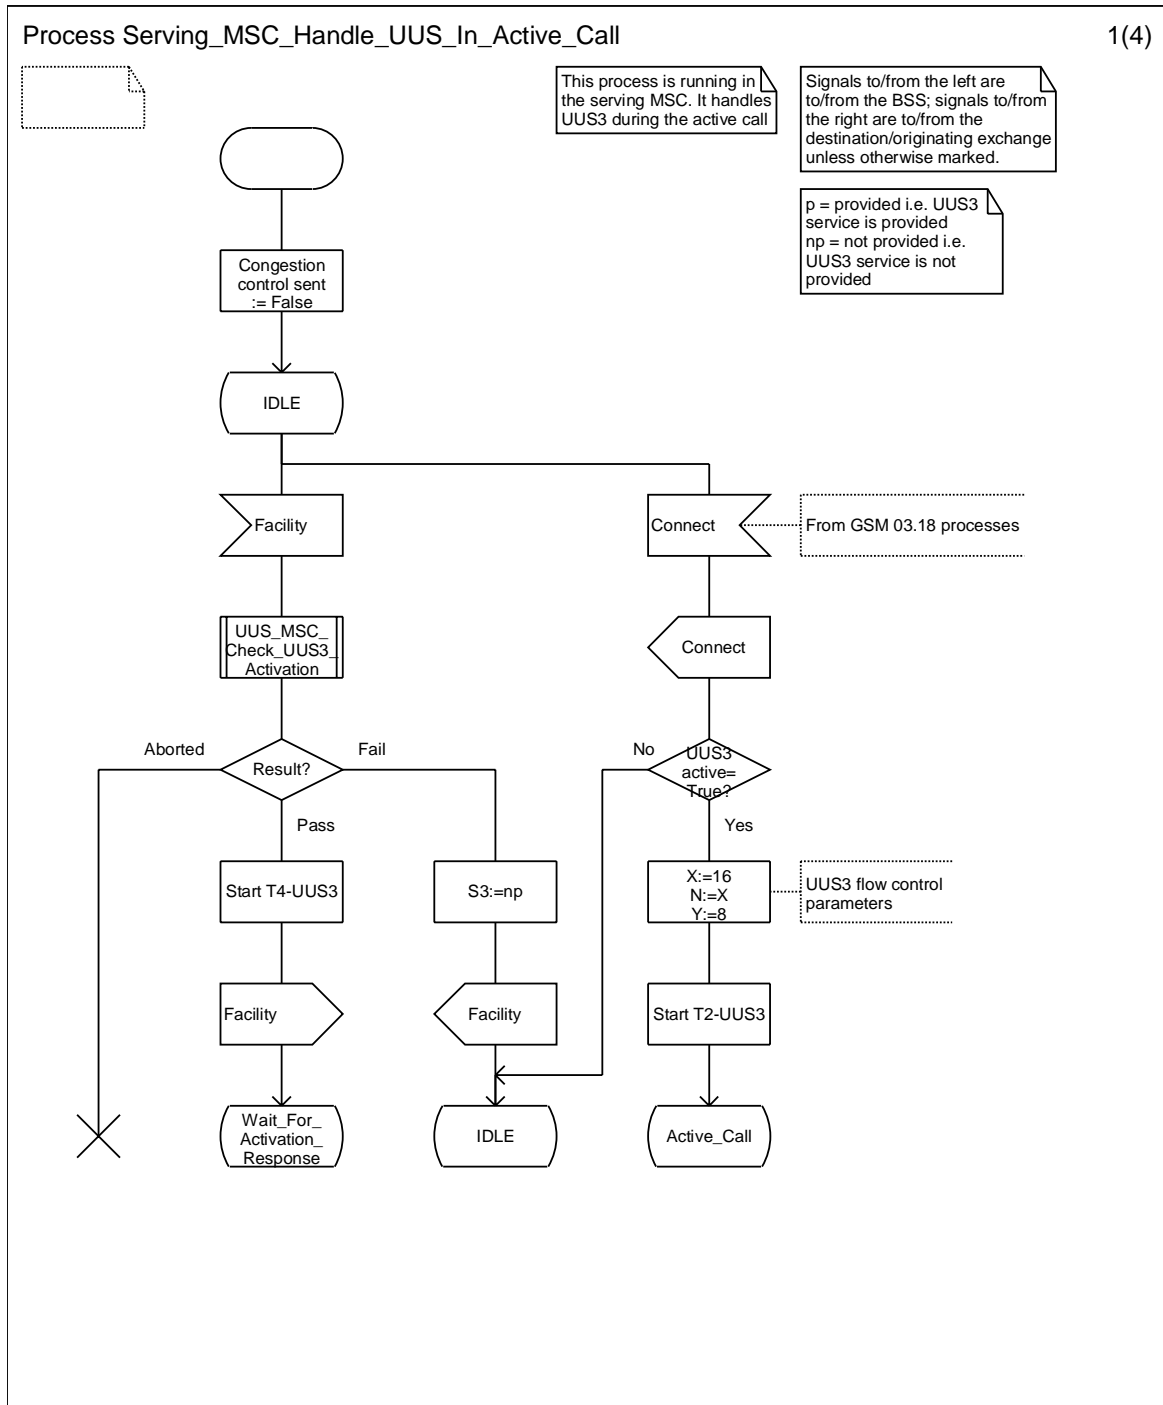 Process Serving_MSC_Handle_UUS_In_Active_Call
1(4)
This process is running in
the serving MSC. It handles
UUS3 during the active call
Signals to/from the left are
to/from the BSS; signals to/from
the right are to/from the
destination/originating exchange
unless otherwise marked.
p = provided i.e. UUS3
service is provided
np = not provided i.e.
UUS3 service is not
provided
Congestion
control sent
:= False
IDLE
Facility
Connect
From GSM 03.18 processes
UUS_MSC_
Check_UUS3_
Activation
Connect
Aborted
Result?
Fail
Pass
No
UUS3
active=
True?
Yes
Start T4-UUS3
S3:=np
X:=16
N:=X
Y:=8
UUS3 flow control
parameters
Facility
Facility
Start T2-UUS3
Wait_For_
Activation_
Response
IDLE
Active_Call